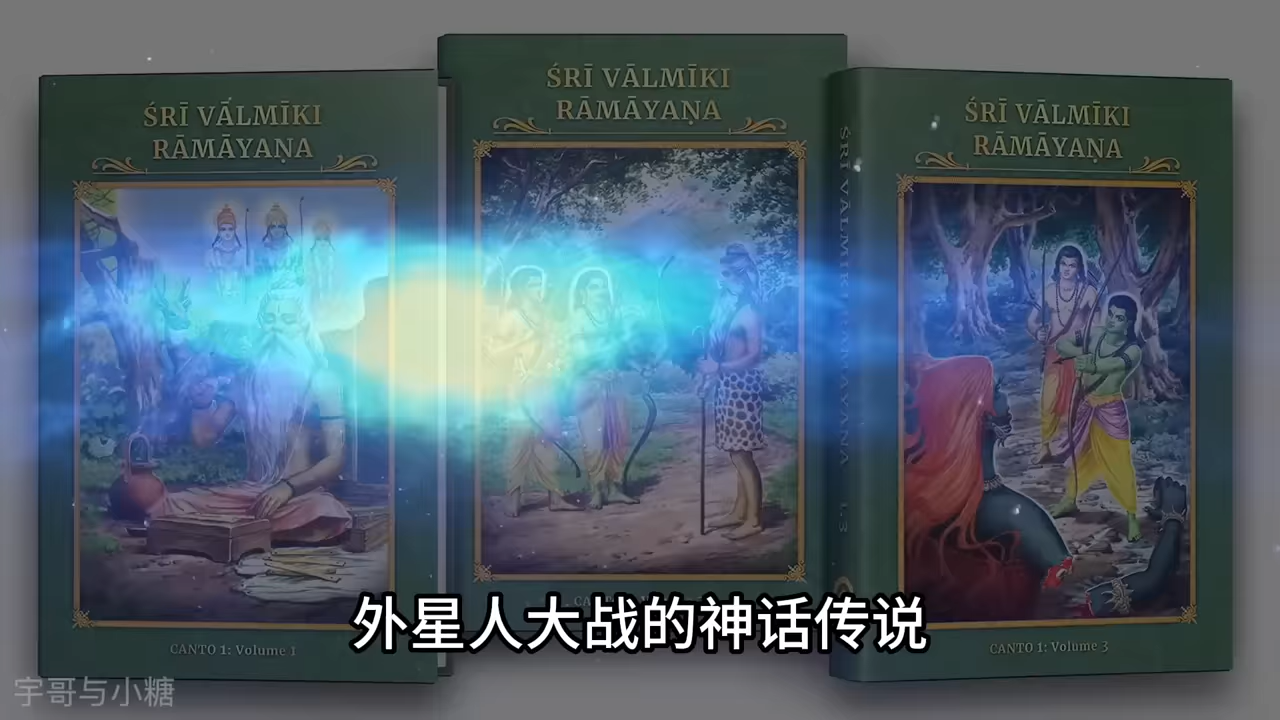 ŚRĪ VĀLMĪKI
RĀMĀYAṆA
CANTO 1: Volume 1
ŚRĪ VĀLMĪKI
RĀMĀYAṆA
ŚRĪ VĀLMĪKI
RĀMĀYAṆA
CANTO 1: Volume 3
外星人大战的神话传说
宇哥与小糖